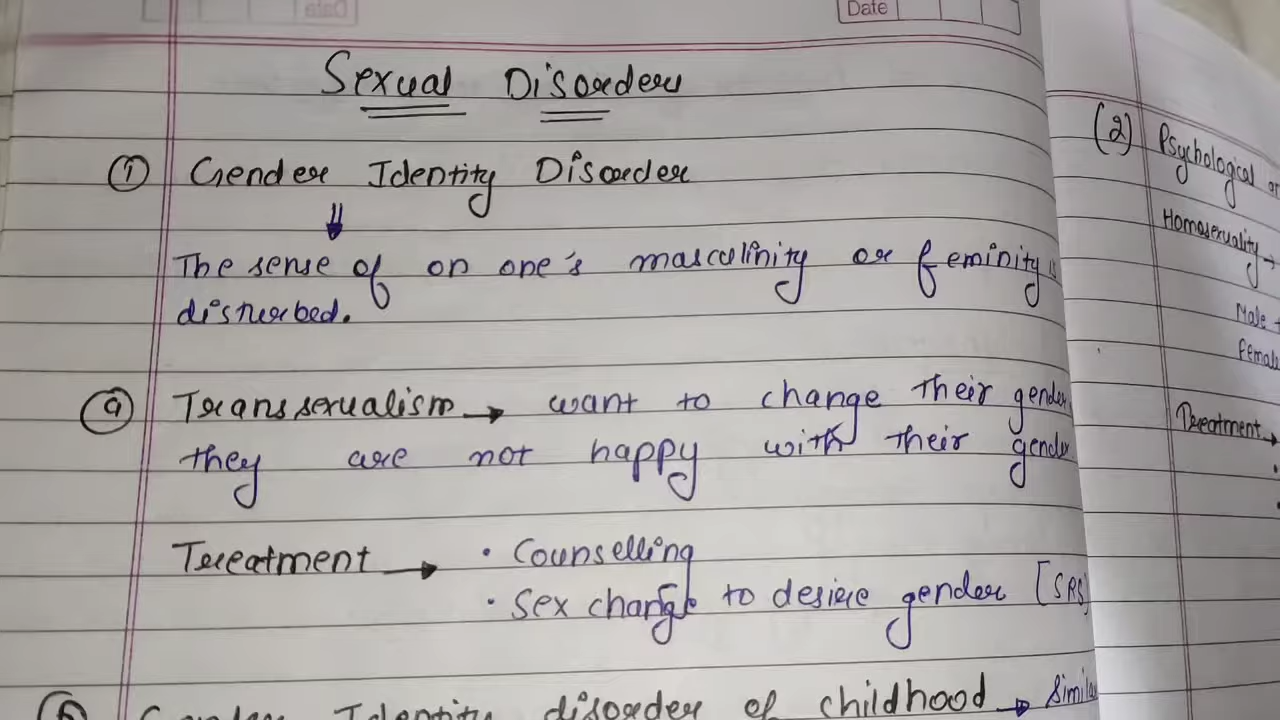 Date
Sexual Disorders
① Gender Identity Disorder
⇓
The sense of on one's masculinity or feminity is
disturbed.
ⓐ Transsexualism → want to change their gender
they are not happy with their gender
Treatment → • Counselling
• Sex change to desire gender [SRS]
ⓑ Gender Identity disorder of childhood →
(2) Psychological
Homosexuality →
Male
Female
Treatment →